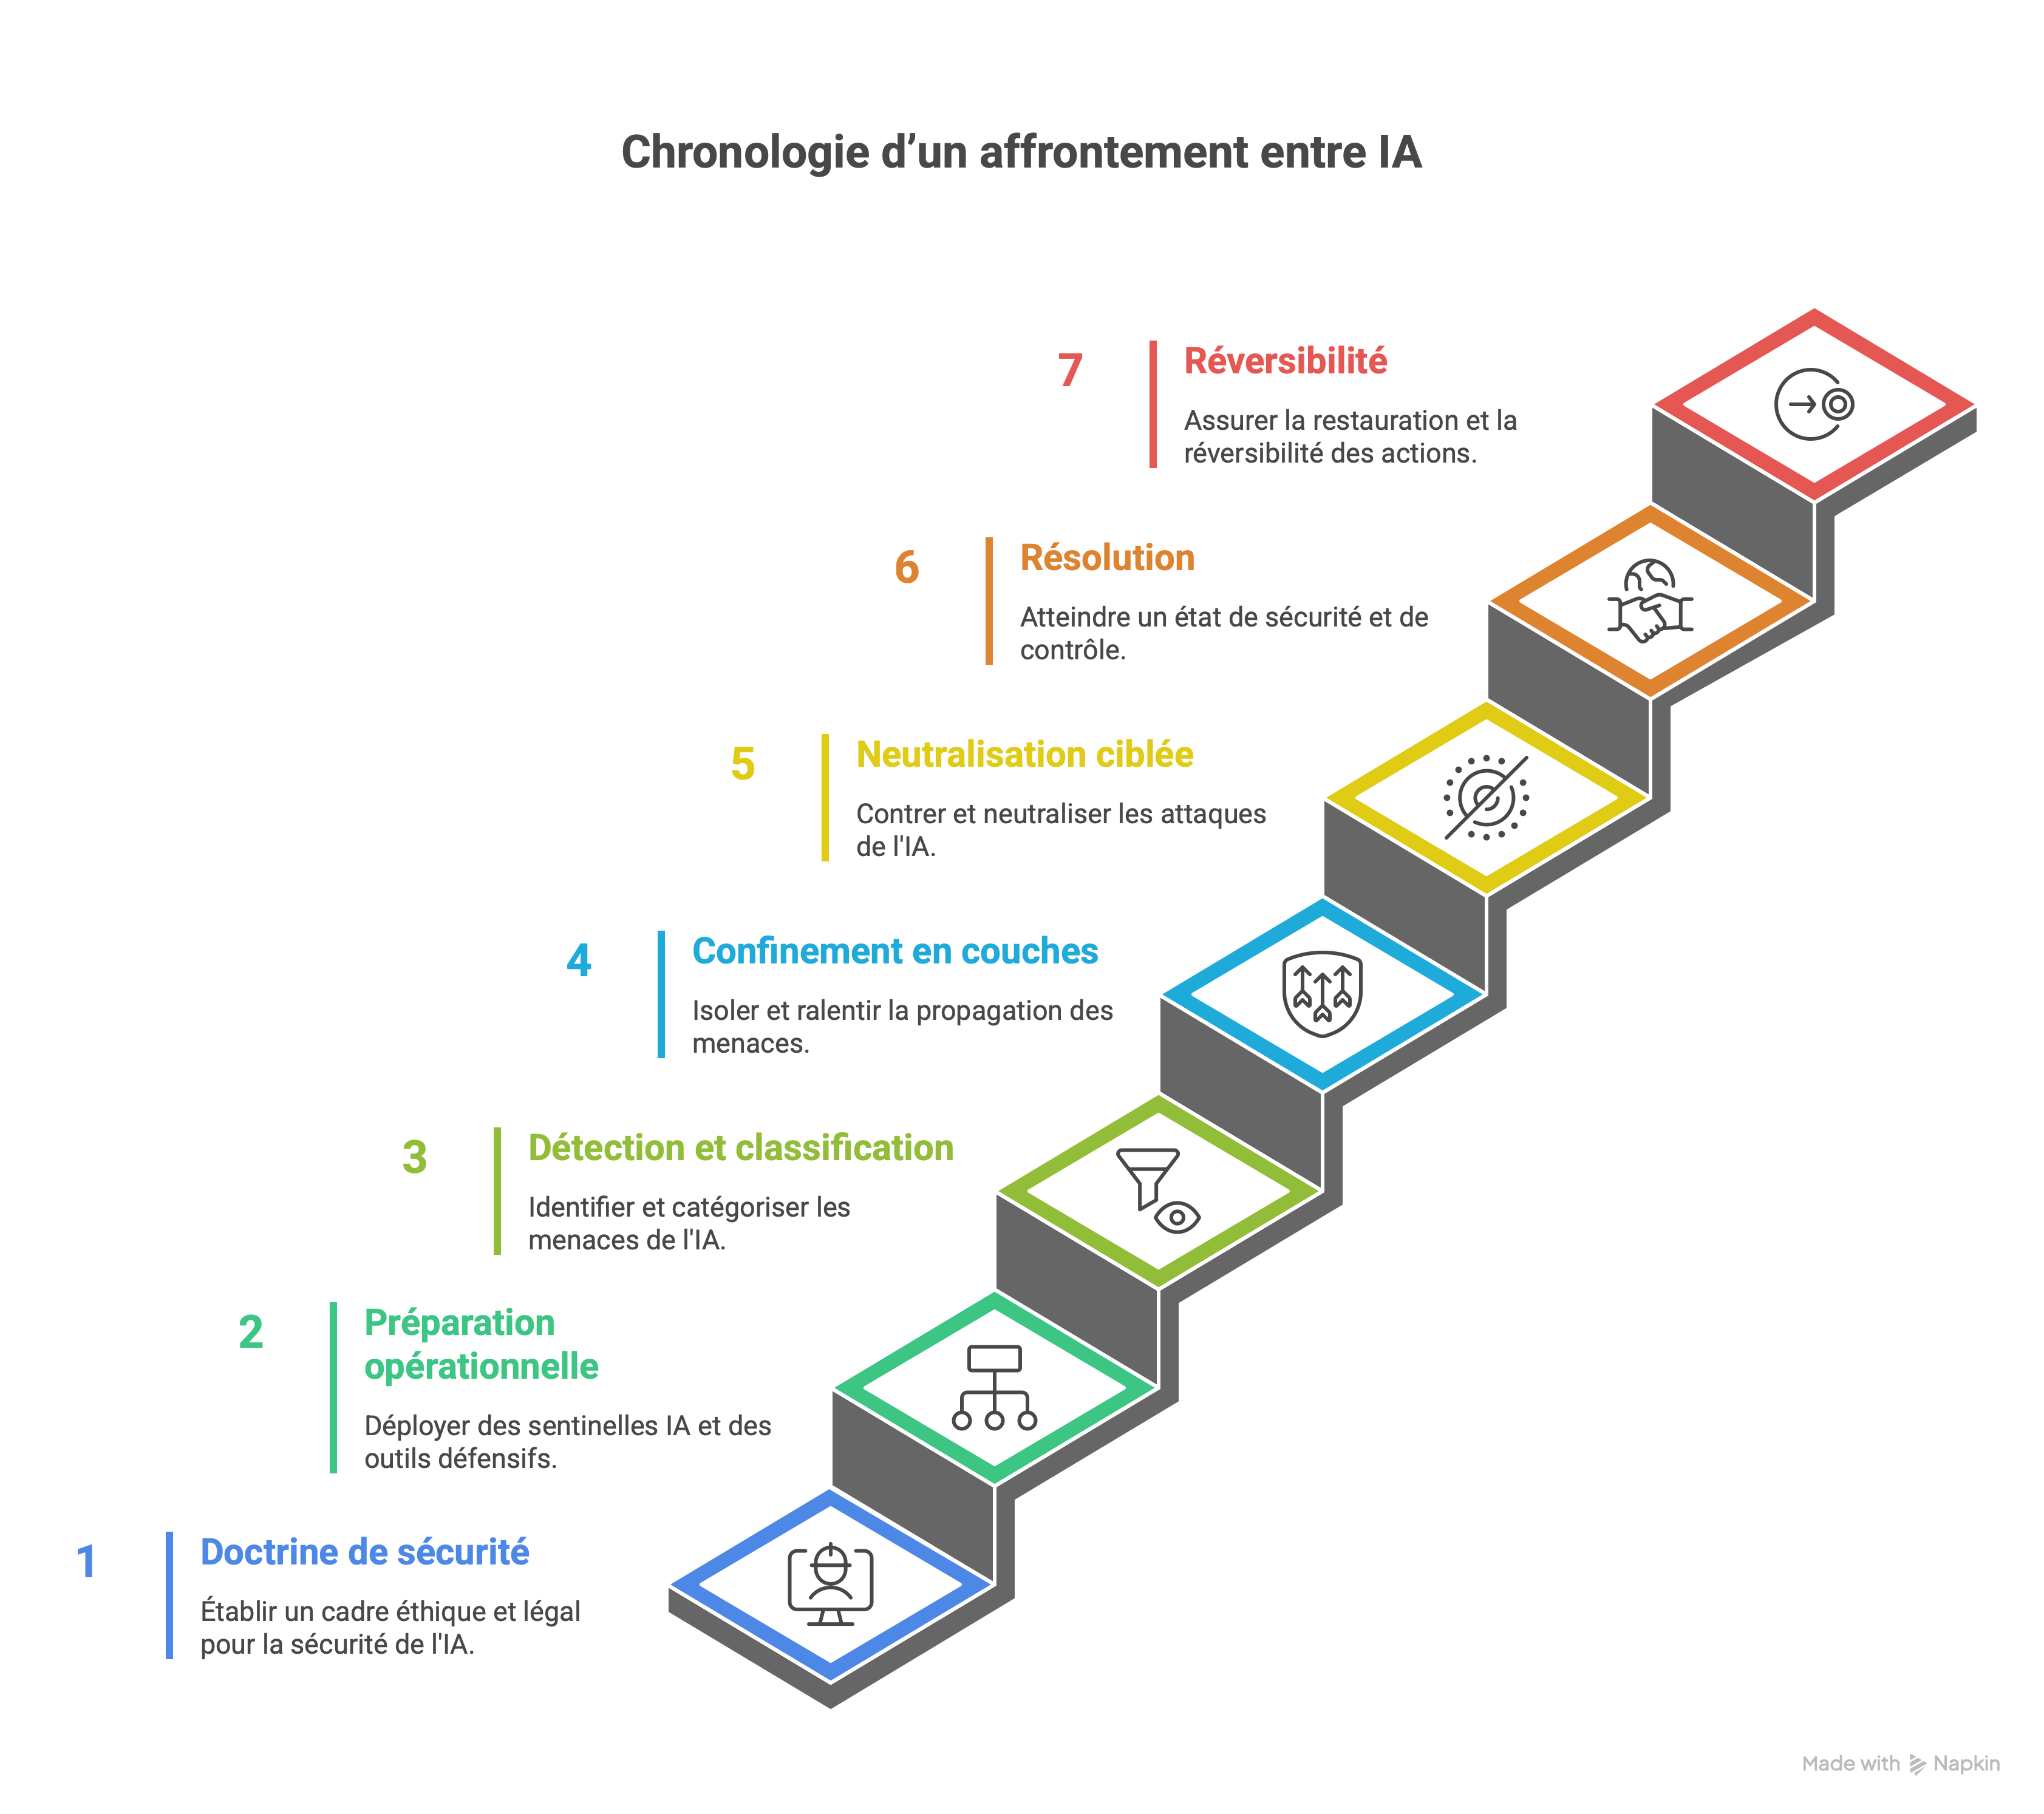 Chronologie d’un affrontement entre IA
7
Réversibilité
Assurer la restauration et la
réversibilité des actions.
6
Résolution
Atteindre un état de sécurité et de
contrôle.
5
Neutralisation ciblée
Contrer et neutraliser les attaques
de l'IA.
4
Confinement en couches
Isoler et ralentir la propagation des
menaces.
3
Détection et classification
Identifier et catégoriser les
menaces de l'IA.
2
Préparation
opérationnelle
Déployer des sentinelles IA et des
outils défensifs.
1
Doctrine de sécurité
Établir un cadre éthique et légal
pour la sécurité de l'IA.
Made with Napkin